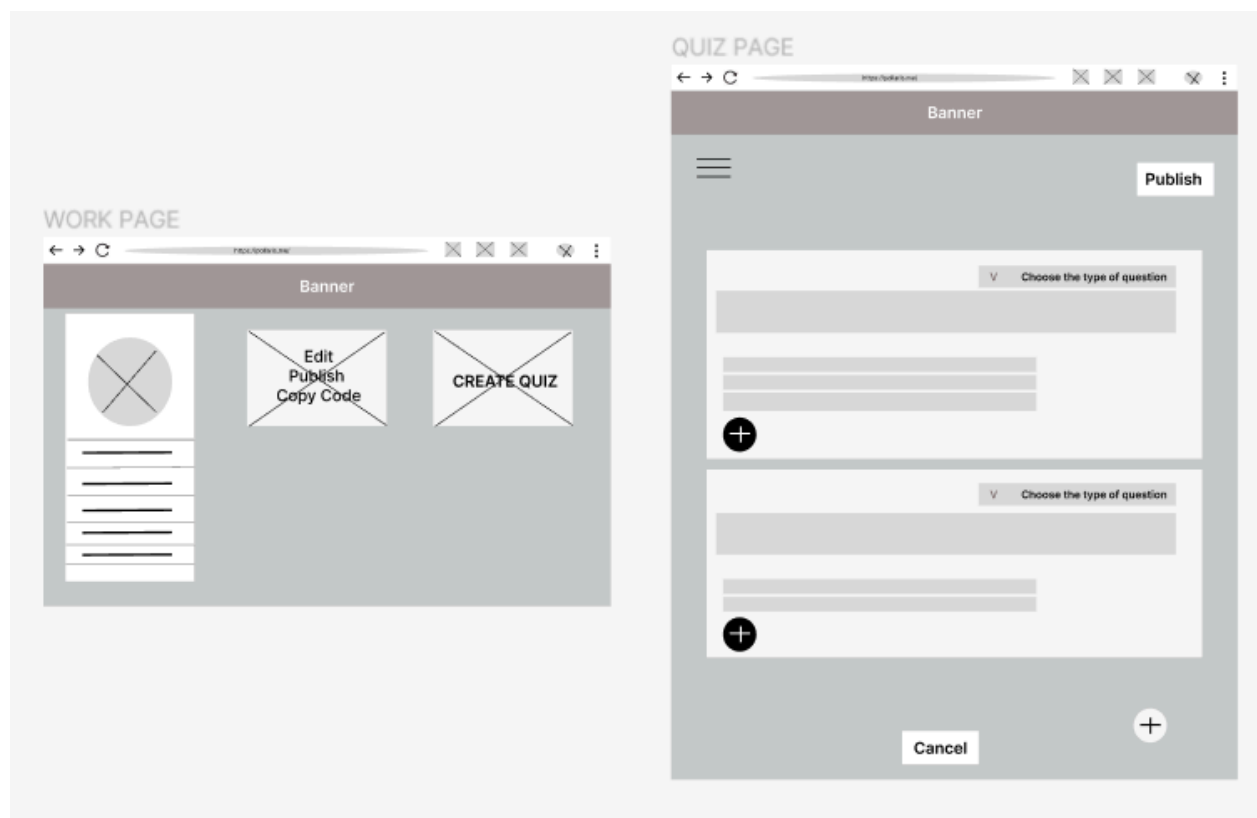 WORK PAGE
Banner
Edit
Publish
Copy Code
CREATE QUIZ
QUIZ PAGE
Banner
Publish
V Choose the type of question
V Choose the type of question
Cancel